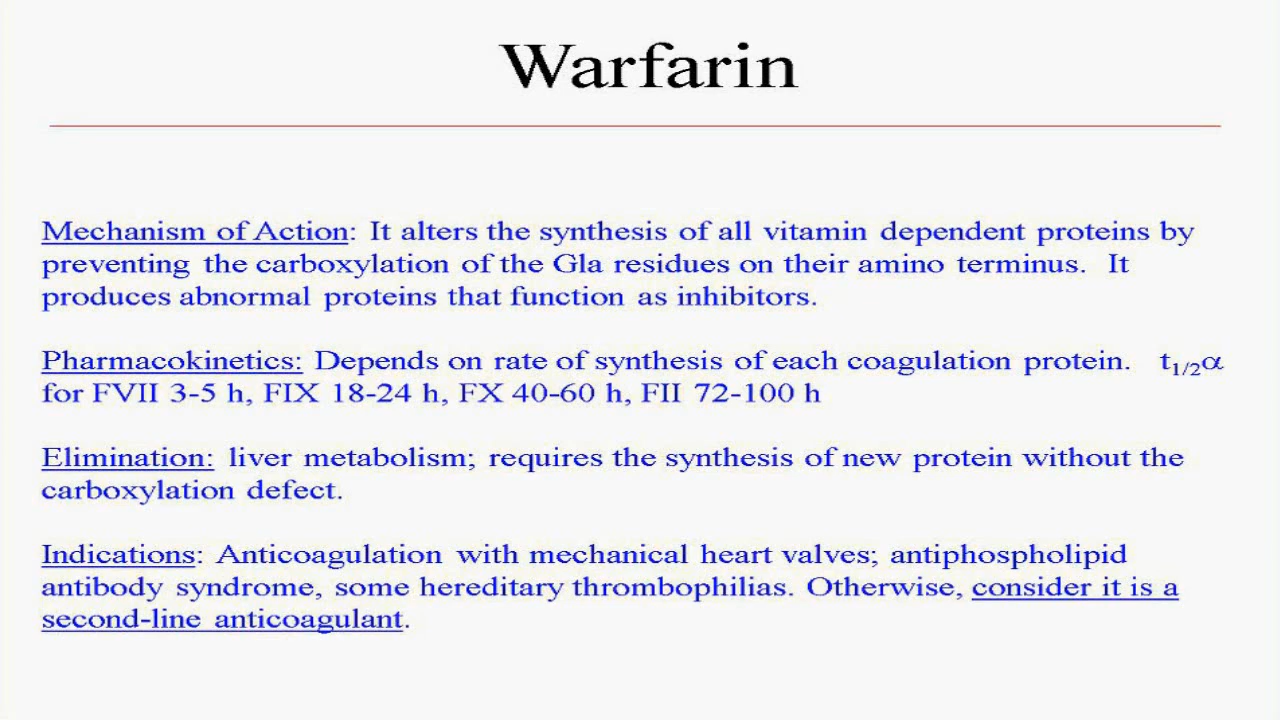 Warfarin
Mechanism of Action: It alters the synthesis of all vitamin dependent proteins by
preventing the carboxylation of the Gla residues on their amino terminus. It
produces abnormal proteins that function as inhibitors.
Pharmacokinetics: Depends on rate of synthesis of each coagulation protein. t1/2α
for FVII 3-5 h, FIX 18-24 h, FX 40-60 h, FII 72-100 h
Elimination: liver metabolism; requires the synthesis of new protein without the
carboxylation defect.
Indications: Anticoagulation with mechanical heart valves; antiphospholipid
antibody syndrome, some hereditary thrombophilias. Otherwise, consider it is a
second-line anticoagulant.